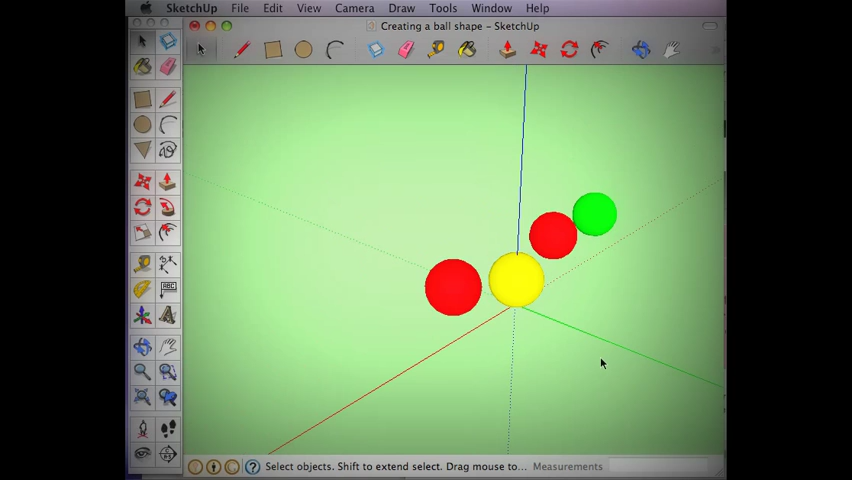 SketchUp File Edit View Camera Draw Tools Window Help
Creating a ball shape - SketchUp
ABC
Select objects. Shift to extend select. Drag mouse to... Measurements